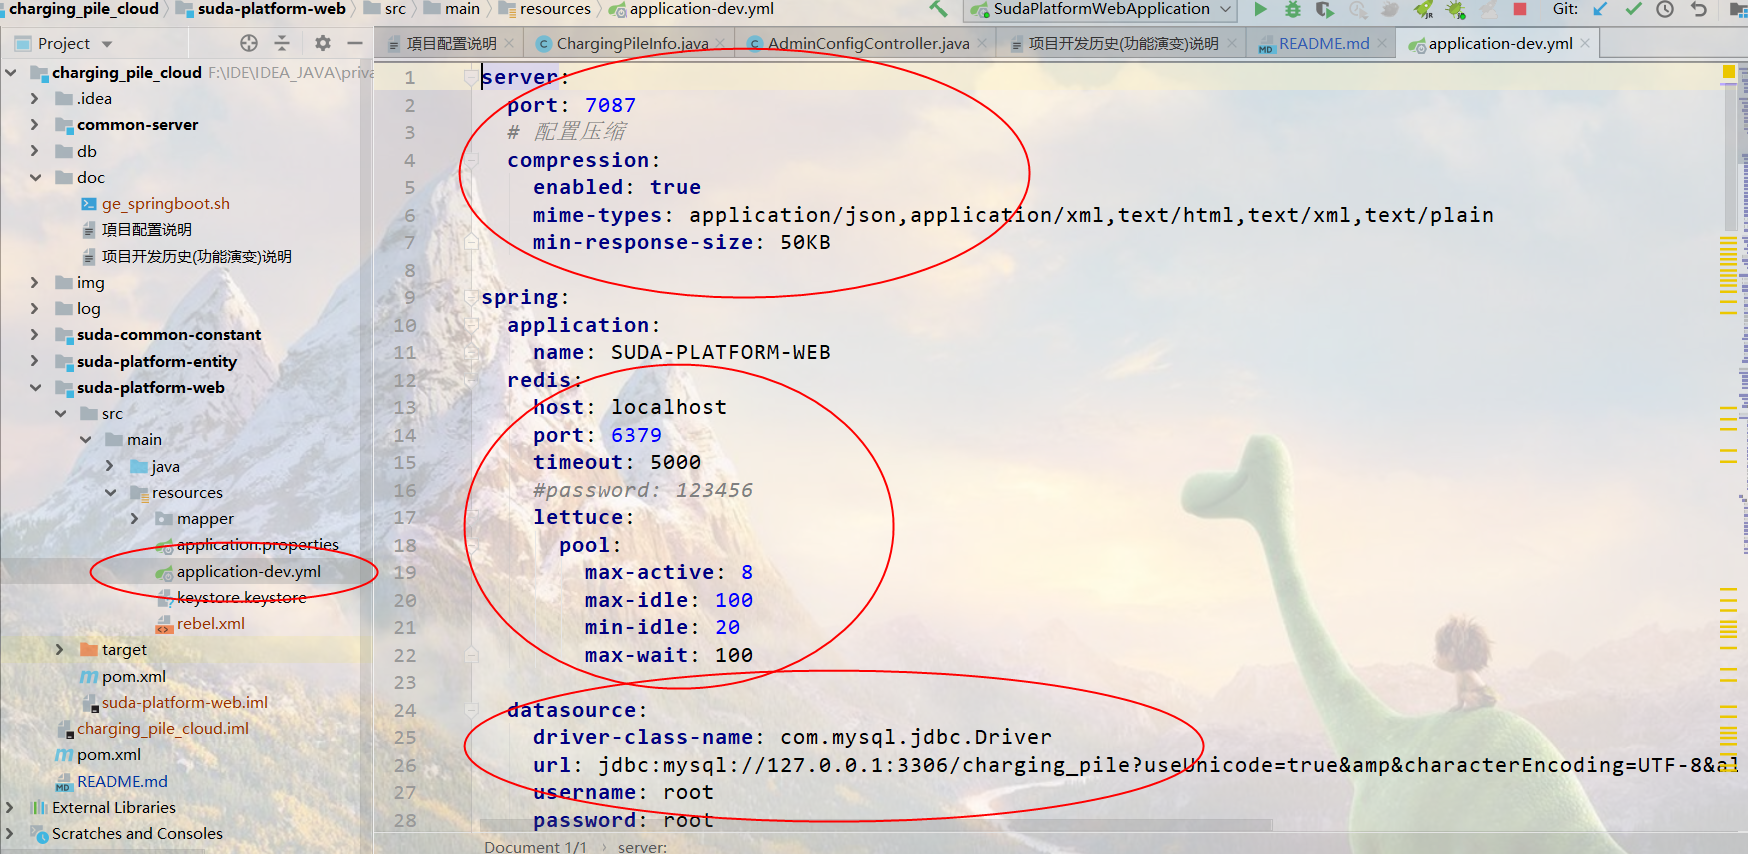 charging_pile_cloud suda-platform-web src main resources application-dev.yml SudaPlatformWebApplication Git:
Project 項目配置说明 ChargingPileInfo.java AdminConfigController.java 项目开发历史(功能演变)说明 README.md application-dev.yml
charging_pile_cloud F:\IDE\IDEA_JAVA\priva
.idea
common-server
db
doc
ge_springboot.sh
項目配置说明
项目开发历史(功能演变)说明
img
log
suda-common-constant
suda-platform-entity
suda-platform-web
src
main
java
resources
mapper
application.properties
application-dev.yml
keystore.keystore
rebel.xml
target
pom.xml
suda-platform-web.iml
charging_pile_cloud.iml
pom.xml
README.md
External Libraries
Scratches and Consoles
1 server:
2 port: 7087
3 # 配置压缩
4 compression:
5 enabled: true
6 mime-types: application/json,application/xml,text/html,text/xml,text/plain
7 min-response-size: 50KB
8
9 spring:
10 application:
11 name: SUDA-PLATFORM-WEB
12 redis:
13 host: localhost
14 port: 6379
15 timeout: 5000
16 #password: 123456
17 lettuce:
18 pool:
19 max-active: 8
20 max-idle: 100
21 min-idle: 20
22 max-wait: 100
23
24 datasource:
25 driver-class-name: com.mysql.jdbc.Driver
26 url: jdbc:mysql://127.0.0.1:3306/charging_pile?useUnicode=true&amp&characterEncoding=UTF-8&al
27 username: root
28 password: root
Document 1/1 server: